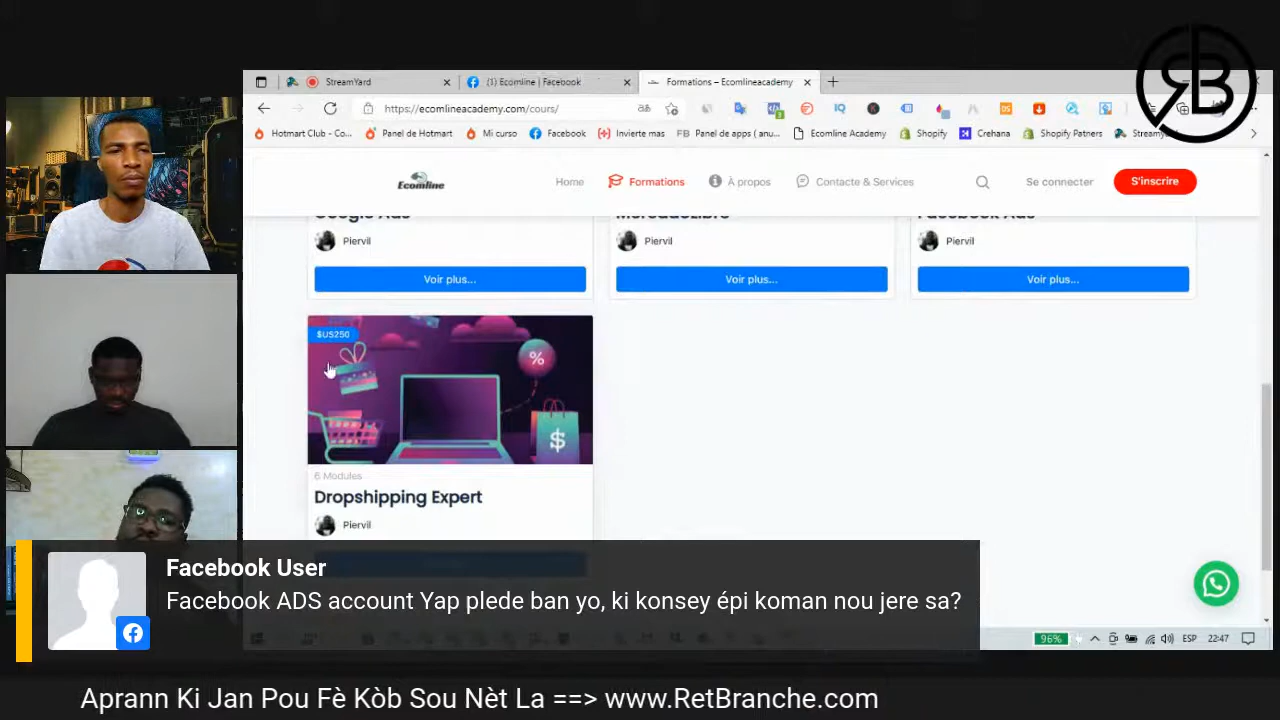 StreamYard
(1) Ecomline | Facebook
Formations – Ecomlineacademy
https://ecomlineacademy.com/cours/
Hotmart Club - Co...
Panel de Hotmart
Mi curso
Facebook
Invierte mas
Panel de apps ( anu...
Ecomline Academy
Shopify
Crehana
Shopify Patners
RB
Ecomline
Home
Formations
À propos
Contacte & Services
Se connecter
S'inscrire
Google Ads
MercadoLibre
Facebook Ads
Piervil
Piervil
Piervil
Voir plus...
Voir plus...
Voir plus...
$US250
%
$
6 Modules
Dropshipping Expert
Piervil
Facebook User
Facebook ADS account Yap plede ban yo, ki konsey épi koman nou jere sa?
96%
ESP
22:47
Aprann Ki Jan Pou Fè Kòb Sou Nèt La ==> www.RetBranche.com